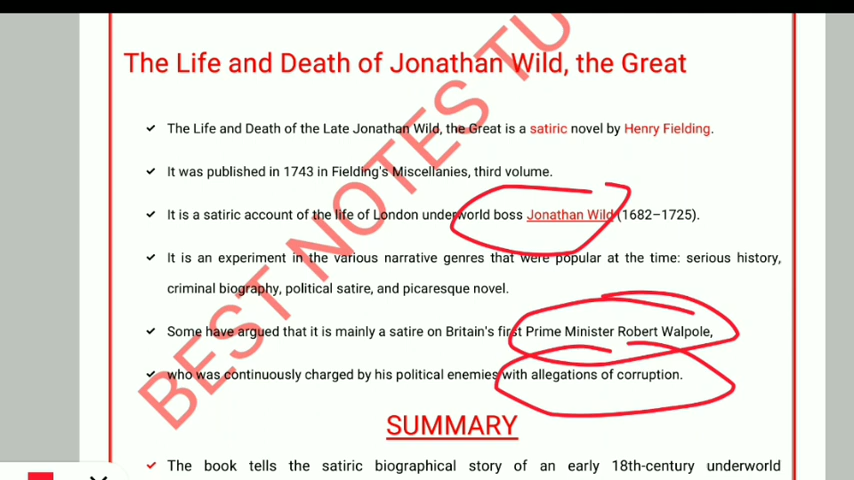 The Life and Death of Jonathan Wild, the Great
The Life and Death of the Late Jonathan Wild, the Great is a satiric novel by Henry Fielding.
It was published in 1743 in Fielding's Miscellanies, third volume.
It is a satiric account of the life of London underworld boss Jonathan Wild (1682–1725).
It is an experiment in the various narrative genres that were popular at the time: serious history,
criminal biography, political satire, and picaresque novel.
Some have argued that it is mainly a satire on Britain's first Prime Minister Robert Walpole,
who was continuously charged by his political enemies with allegations of corruption.
SUMMARY
The book tells the satiric biographical story of an early 18th-century underworld
BEST NOTES TU